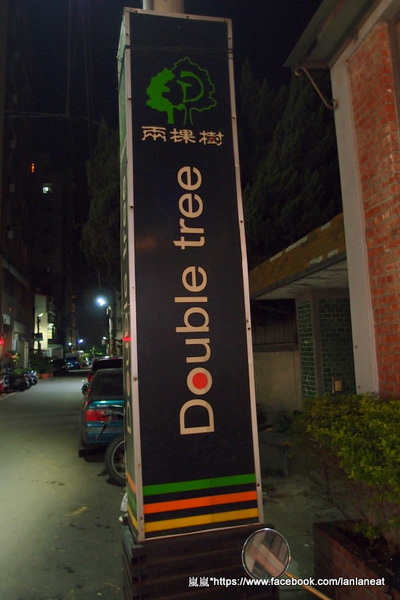 兩棵樹
Double tree
嵐嵐*https://www.facebook.com/lanlaneat